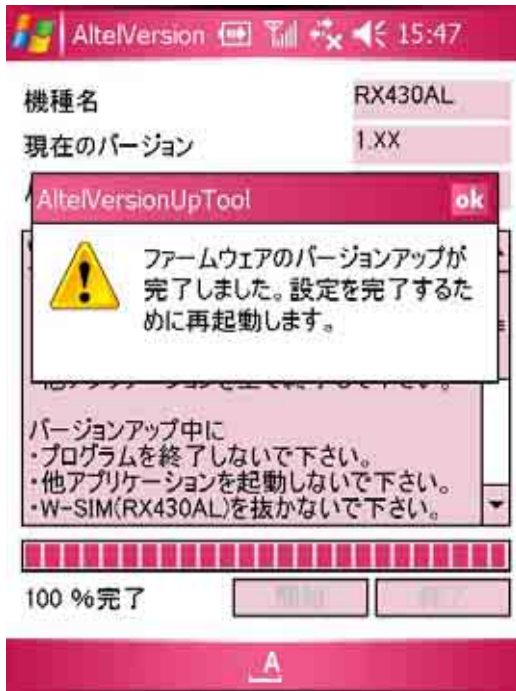 AltelVersion 15:47
機種名 RX430AL
現在のバージョン 1.XX
AltelVersionUpTool ok
ファームウェアのバージョンアップが
完了しました。設定を完了するた
めに再起動します。
バージョンアップ中に
・プログラムを終了しないで下さい。
・他アプリケーションを起動しないで下さい。
・W-SIM(RX430AL)を抜かないで下さい。
100 %完了 開始 終了
A